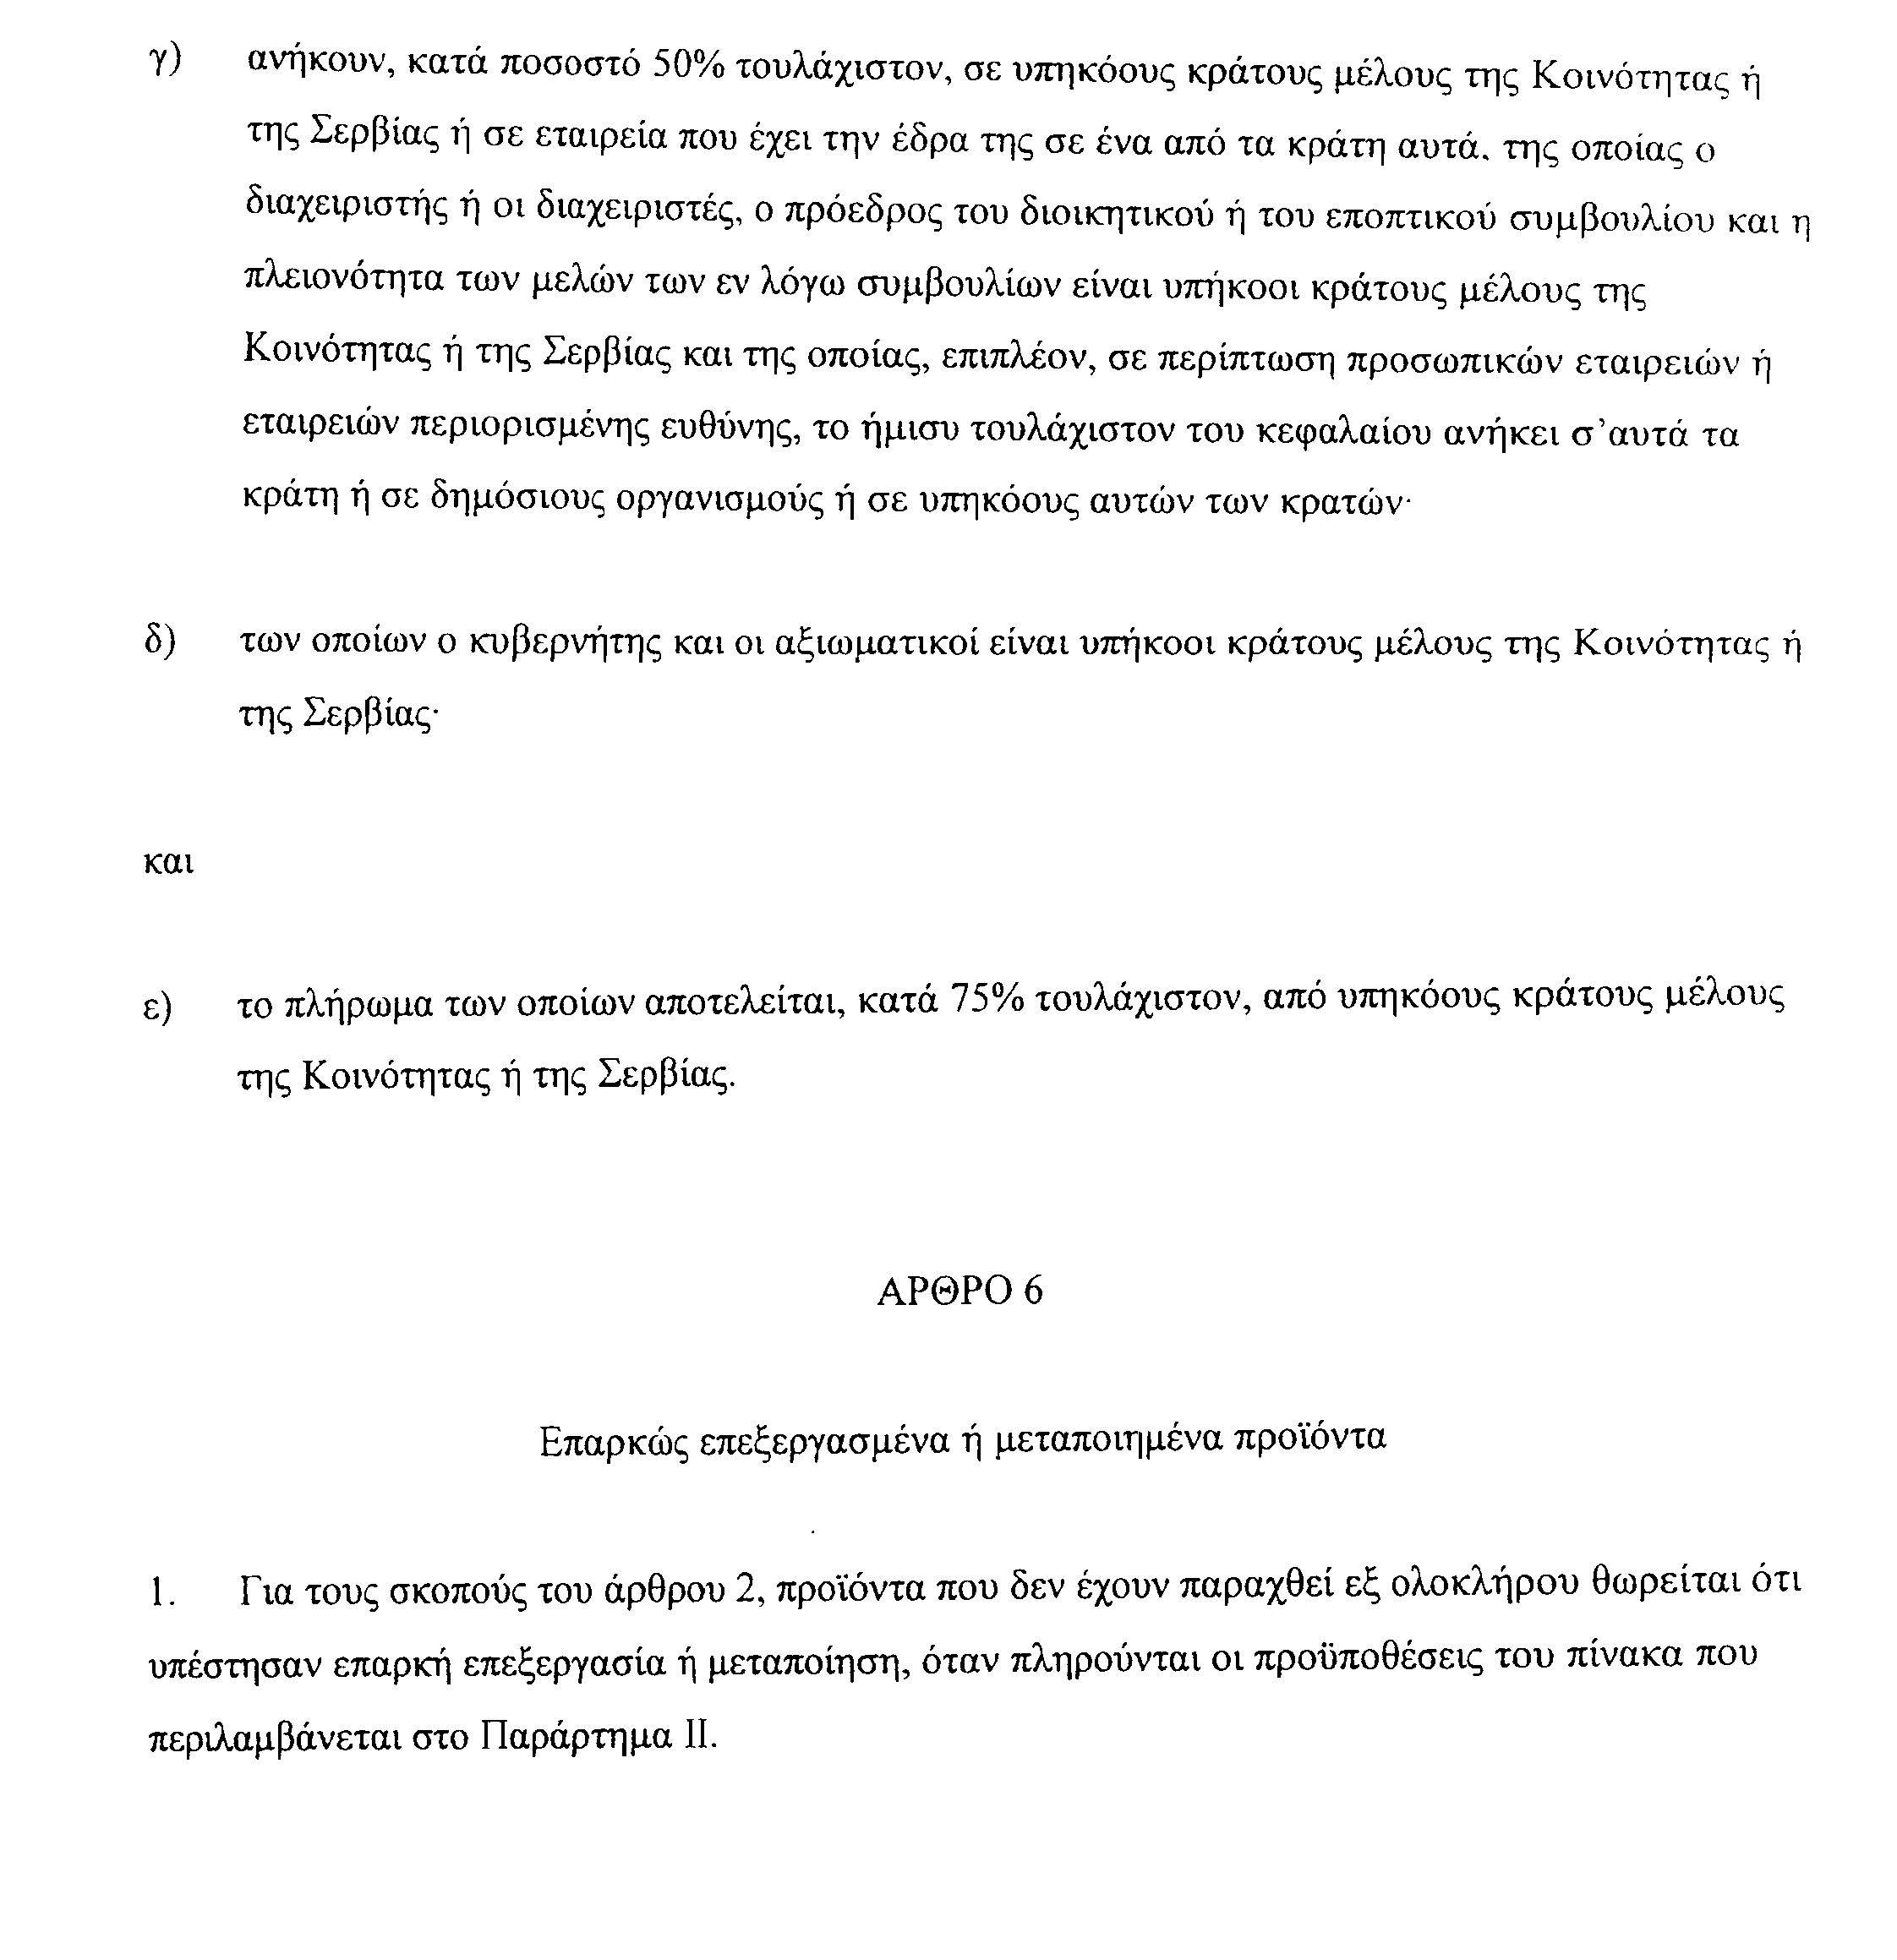 γ) ανήκουν, κατά ποσοστό 50% τουλάχιστον, σε υπηκόους κράτους μέλους της Κοινότητας ή
της Σερβίας ή σε εταιρεία που έχει την έδρα της σε ένα από τα κράτη αυτά, της οποίας ο
διαχειριστής ή οι διαχειριστές, ο πρόεδρος του διοικητικού ή του εποπτικού συμβουλίου και η
πλειονότητα των μελών των εν λόγω συμβουλίων είναι υπήκοοι κράτους μέλους της
Κοινότητας ή της Σερβίας και της οποίας, επιπλέον, σε περίπτωση προσωπικών εταιρειών ή
εταιρειών περιορισμένης ευθύνης, το ήμισυ τουλάχιστον του κεφαλαίου ανήκει σ’αυτά τα
κράτη ή σε δημόσιους οργανισμούς ή σε υπηκόους αυτών των κρατών·
δ) των οποίων ο κυβερνήτης και οι αξιωματικοί είναι υπήκοοι κράτους μέλους της Κοινότητας ή
της Σερβίας·
και
ε) το πλήρωμα των οποίων αποτελείται, κατά 75% τουλάχιστον, από υπηκόους κράτους μέλους
της Κοινότητας ή της Σερβίας.
ΑΡΘΡΟ 6
Επαρκώς επεξεργασμένα ή μεταποιημένα προϊόντα
1. Για τους σκοπούς του άρθρου 2, προϊόντα που δεν έχουν παραχθεί εξ ολοκλήρου θωρείται ότι
υπέστησαν επαρκή επεξεργασία ή μεταποίηση, όταν πληρούνται οι προϋποθέσεις του πίνακα που
περιλαμβάνεται στο Παράρτημα ΙΙ.